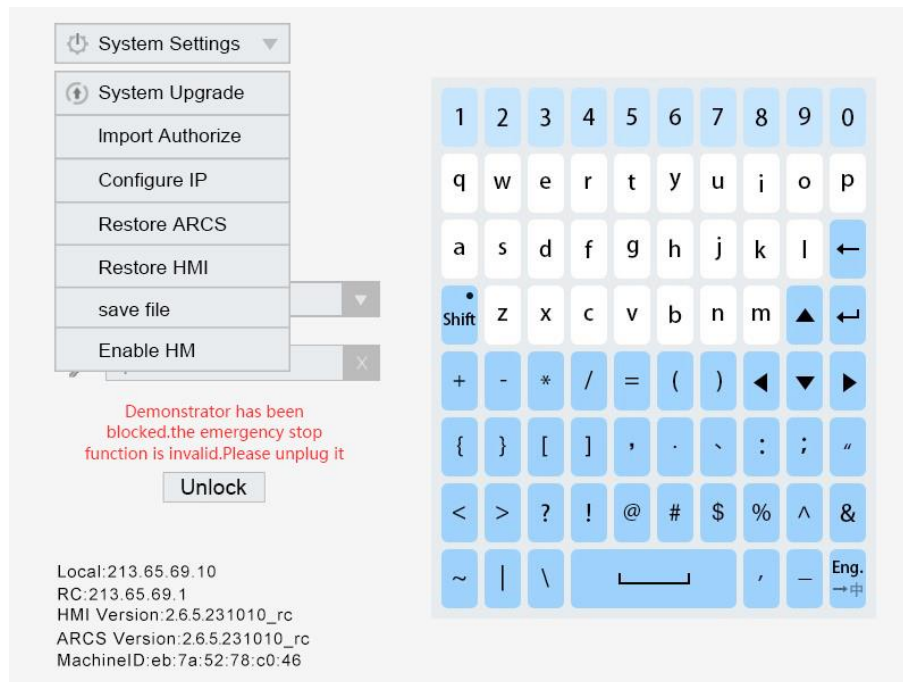 System Settings
System Upgrade
Import Authorize
Configure IP
Restore ARCS
Restore HMI
save file
Enable HM
X
Demonstrator has been
blocked.the emergency stop
function is invalid.Please unplug it
Unlock
Local:213.65.69.10
RC:213.65.69.1
HMI Version:2.6.5.231010_rc
ARCS Version:2.6.5.231010_rc
MachineID:eb:7a:52:78:c0:46
1 2 3 4 5 6 7 8 9 0
q w e r t y u i o p
a s d f g h j k l ←
Shift z x c v b n m ▲ ↵
+ - * / = ( ) ◀ ▼ ▶
{ } [ ] , · 、 : ; "
< > ? ! @ # $ % ^ &
~ | \ ' _ Eng.
→中